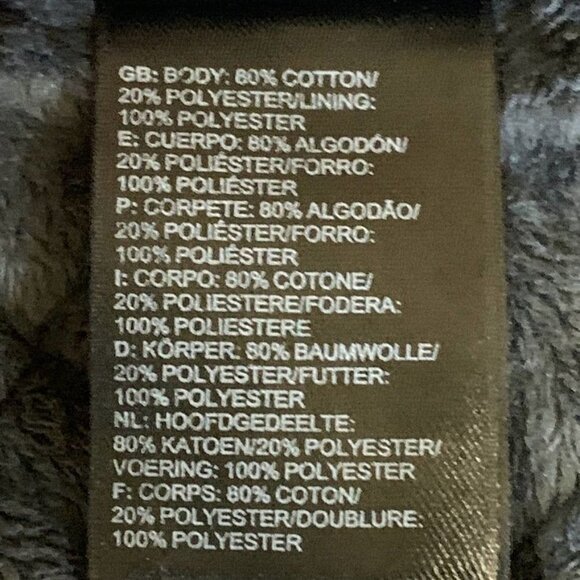 GB: BODY: 80% COTTON/
20% POLYESTER/LINING:
100% POLYESTER
E: CUERPO: 80% ALGODÓN/
20% POLIÉSTER/FORRO:
100% POLIÉSTER
P: CORPETE: 80% ALGODÃO/
20% POLIÉSTER/FORRO:
100% POLIÉSTER
I: CORPO: 80% COTONE/
20% POLIESTERE/FODERA:
100% POLIESTERE
D: KÖRPER: 80% BAUMWOLLE/
20% POLYESTER/FUTTER:
100% POLYESTER
NL: HOOFDGEDEELTE:
80% KATOEN/20% POLYESTER/
VOERING: 100% POLYESTER
F: CORPS: 80% COTON/
20% POLYESTER/DOUBLURE:
100% POLYESTER